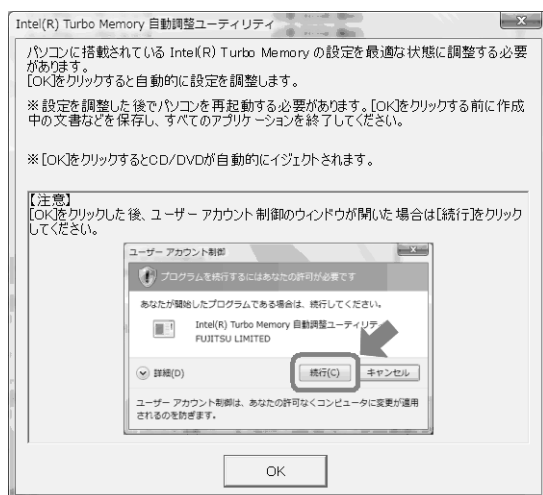 Intel(R) Turbo Memory 自動調整ユーティリティ
パソコンに搭載されている Intel(R) Turbo Memory の設定を最適な状態に調整する必要
があります。
[OK]をクリックすると自動的に設定を調整します。
※設定を調整した後でパソコンを再起動する必要があります。[OK]をクリックする前に作成
中の文書などを保存し、すべてのアプリケーションを終了してください。
※[OK]をクリックするとCD/DVDが自動的にイジェクトされます。
【注意】
[OK]をクリックした後、ユーザー アカウント制御のウィンドウが開いた場合は[続行]をクリック
してください。
ユーザー アカウント制御
プログラムを続行するにはあなたの許可が必要です
あなたが開始したプログラムである場合は、続行してください。
Intel(R) Turbo Memory 自動調整ユーティリテ
FUJITSU LIMITED
詳細(D)
続行(C)
キャンセル
ユーザー アカウント制御は、あなたの許可なくコンピュータに変更が適用
されるのを防ぎます。
OK